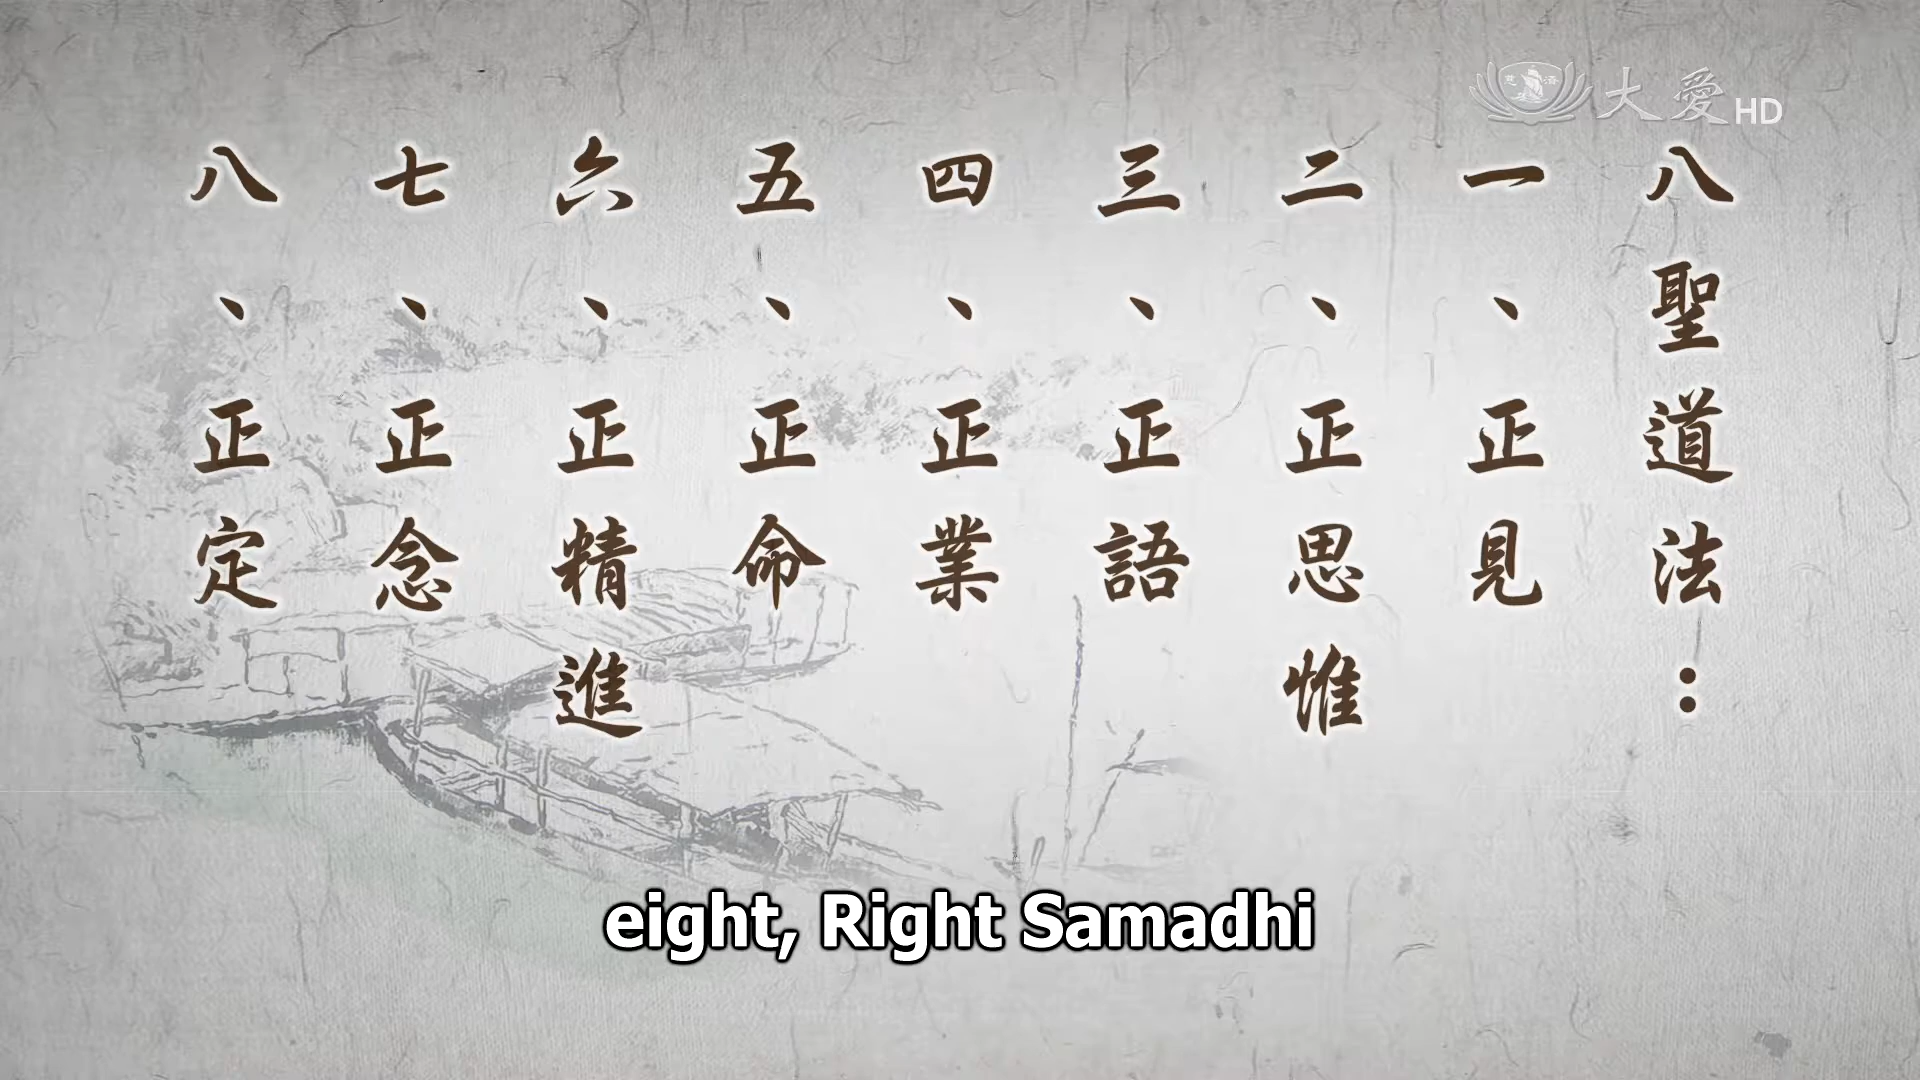 大愛HD
八聖道法：
一、正見
二、正思惟
三、正語
四、正業
五、正命
六、正精進
七、正念
八、正定
eight, Right Samadhi